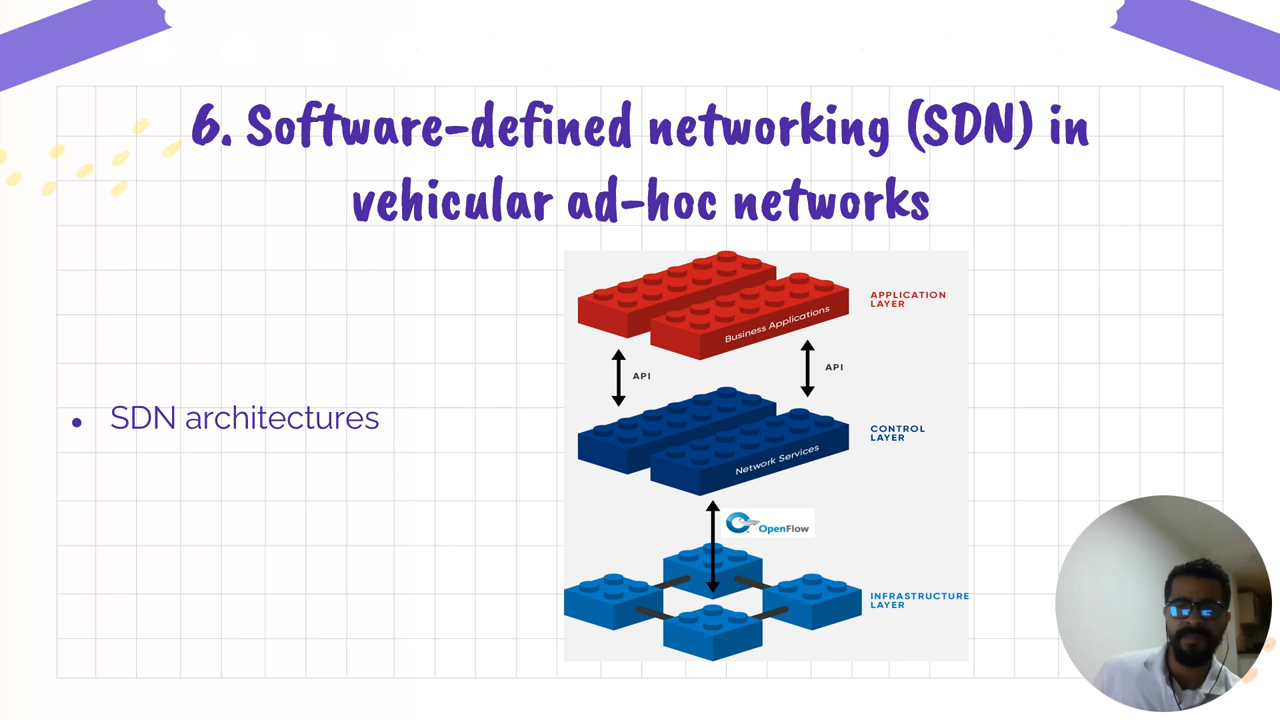 6. Software-defined networking (SDN) in
vehicular ad-hoc networks
• SDN architectures
Business Applications
APPLICATION
LAYER
API
API
Network Services
CONTROL
LAYER
OpenFlow
INFRASTRUCTURE
LAYER